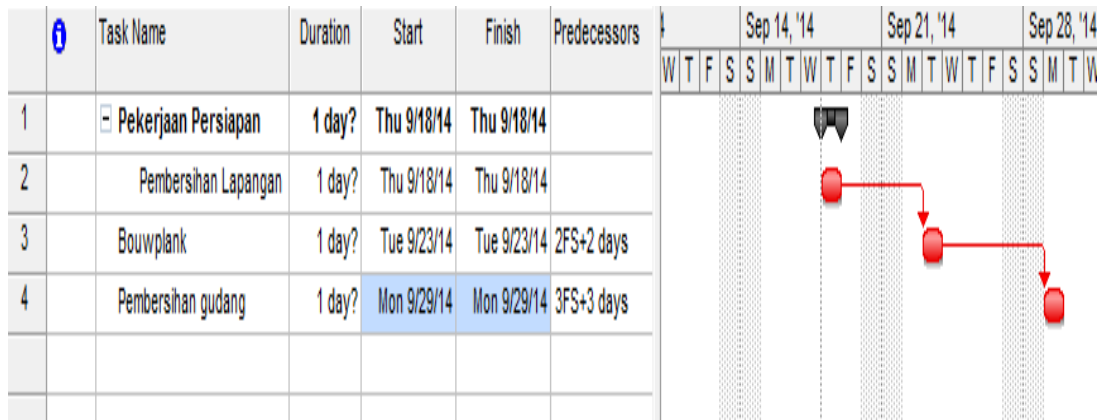 Task Name Duration Start Finish Predecessors
4 Sep 14, '14 Sep 21, '14 Sep 28, '14
W T F S S M T W T F S S M T W T F S S M T W
1 Pekerjaan Persiapan 1 day? Thu 9/18/14 Thu 9/18/14
2 Pembersihan Lapangan 1 day? Thu 9/18/14 Thu 9/18/14
3 Bouwplank 1 day? Tue 9/23/14 Tue 9/23/14 2FS+2 days
4 Pembersihan gudang 1 day? Mon 9/29/14 Mon 9/29/14 3FS+3 days